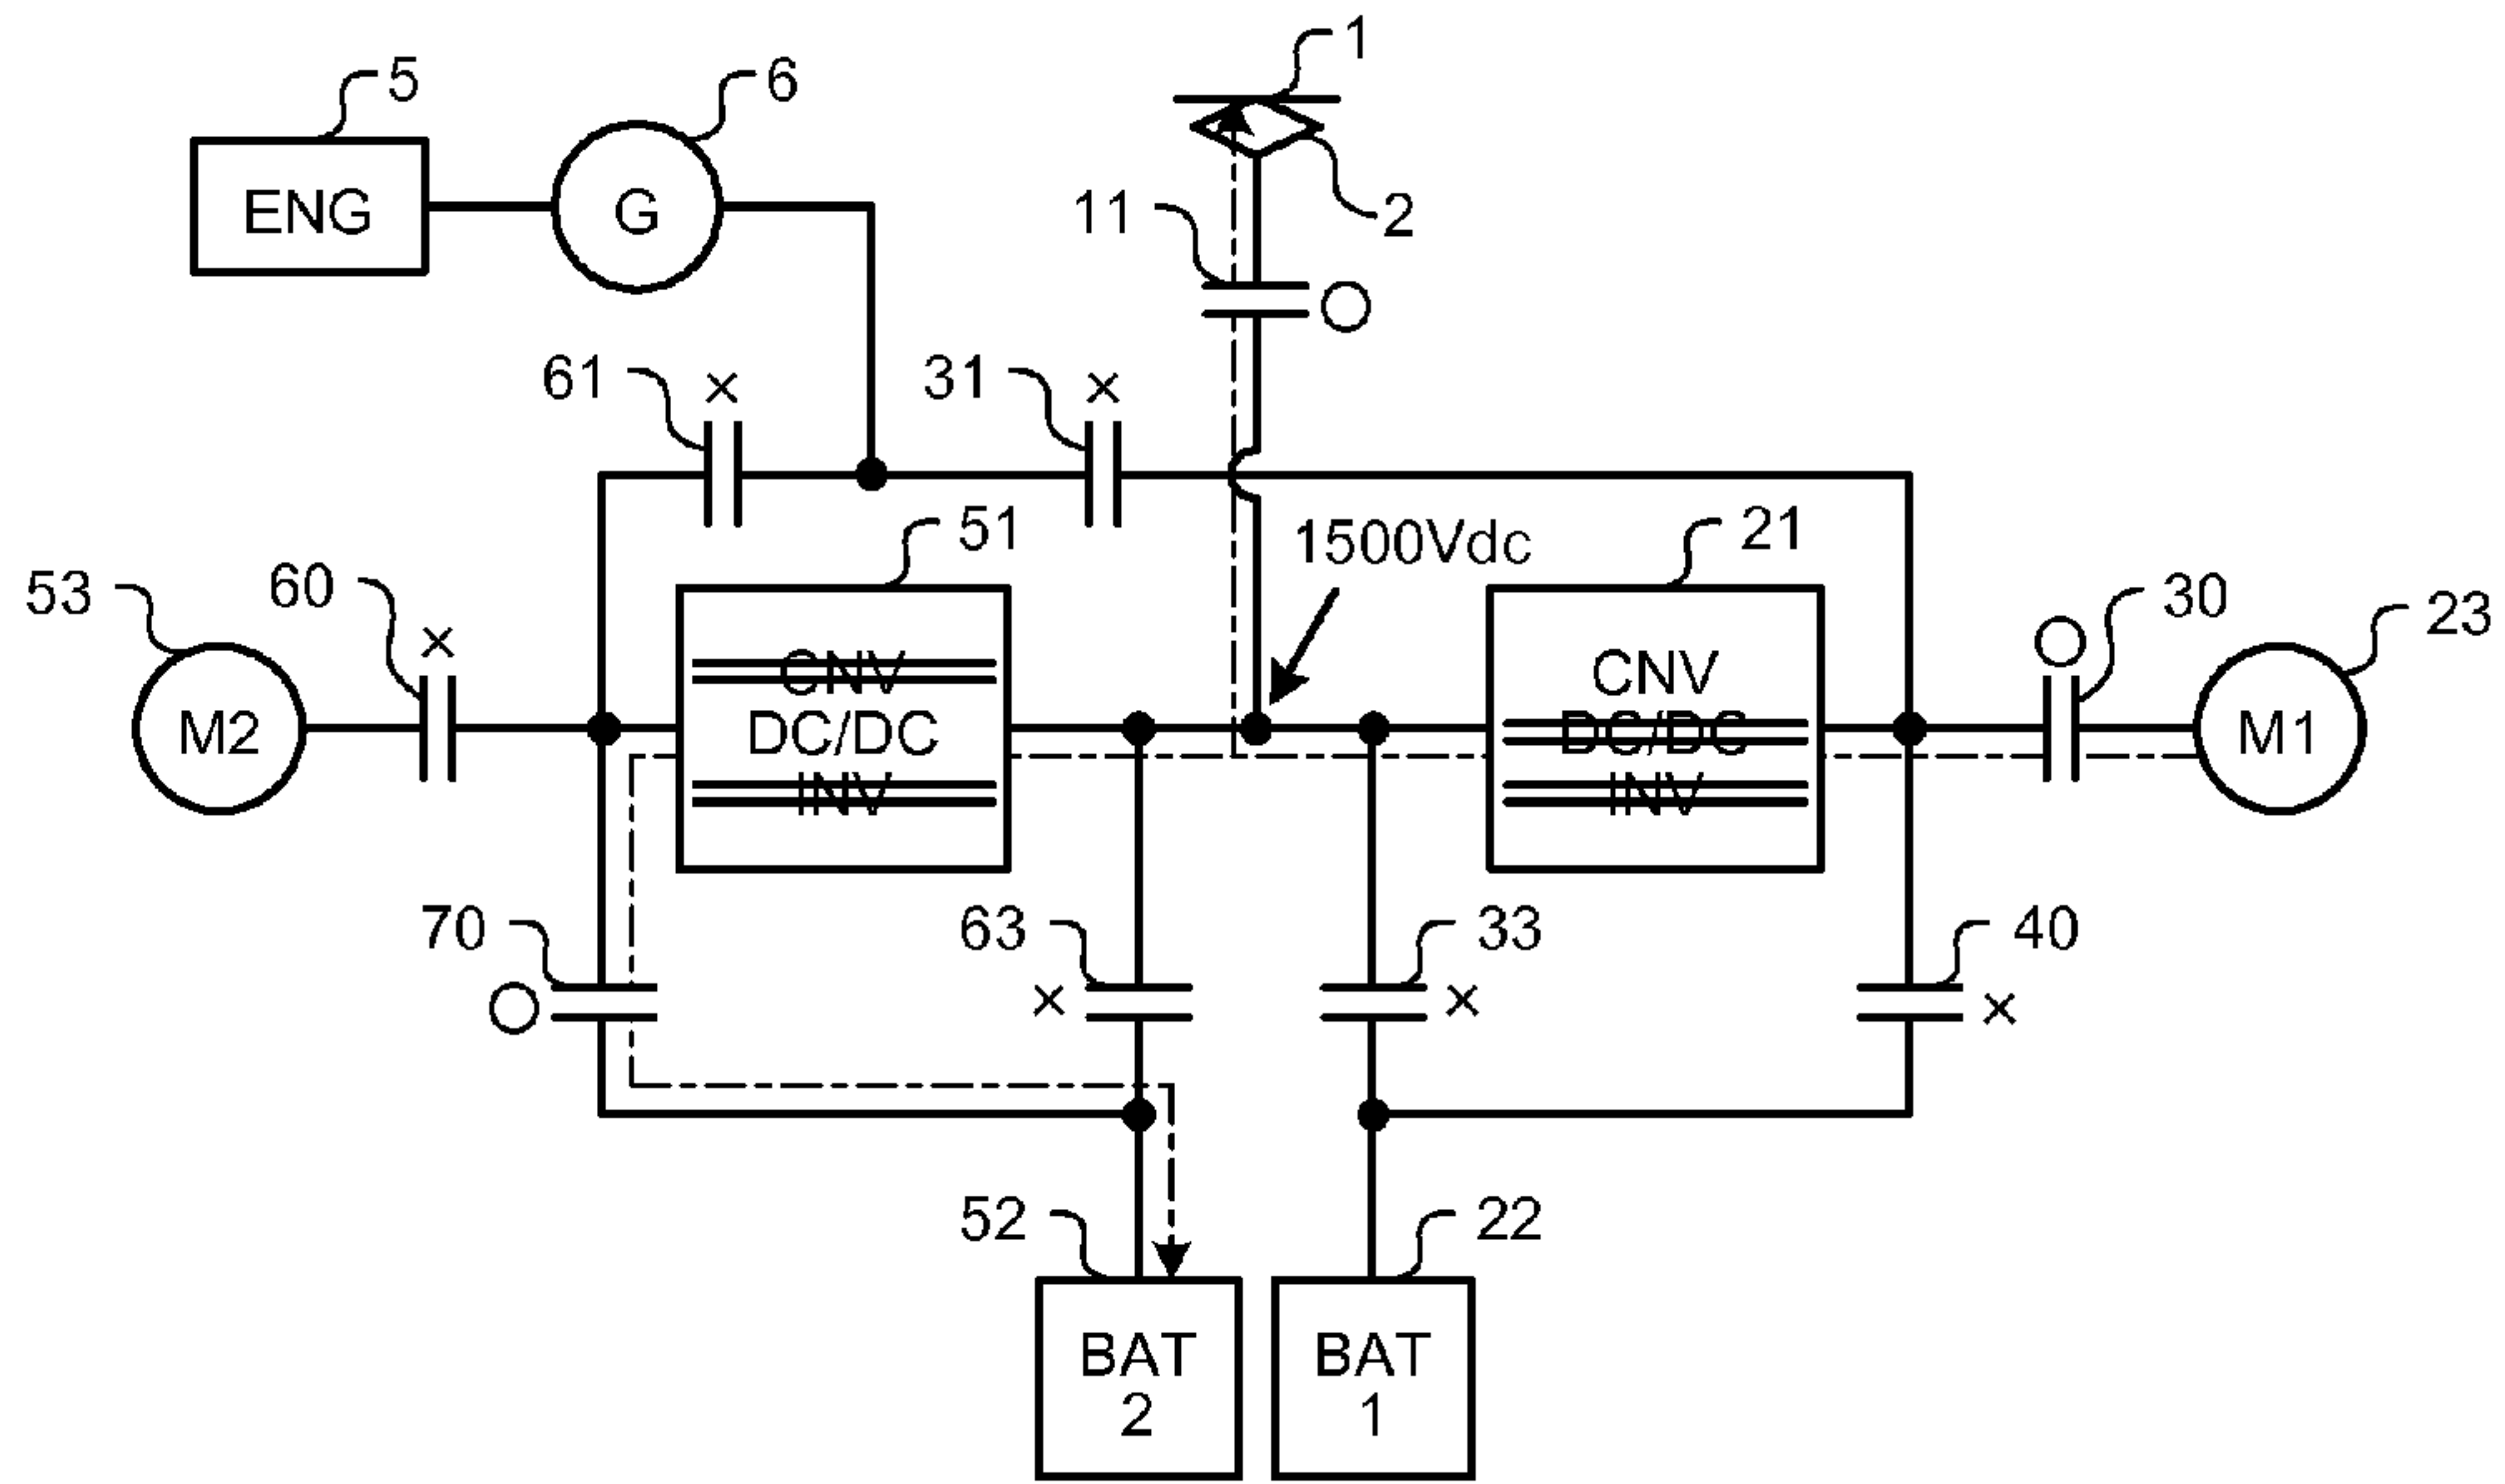 1
5
6
ENG
G
2
11
61
×
31
×
51
1500Vdc
21
53
60
×
30
23
M2
CNV
DC/DC
INV
CNV
DC/DC
INV
M1
70
63
×
33
×
40
×
52
22
BAT
2
BAT
1